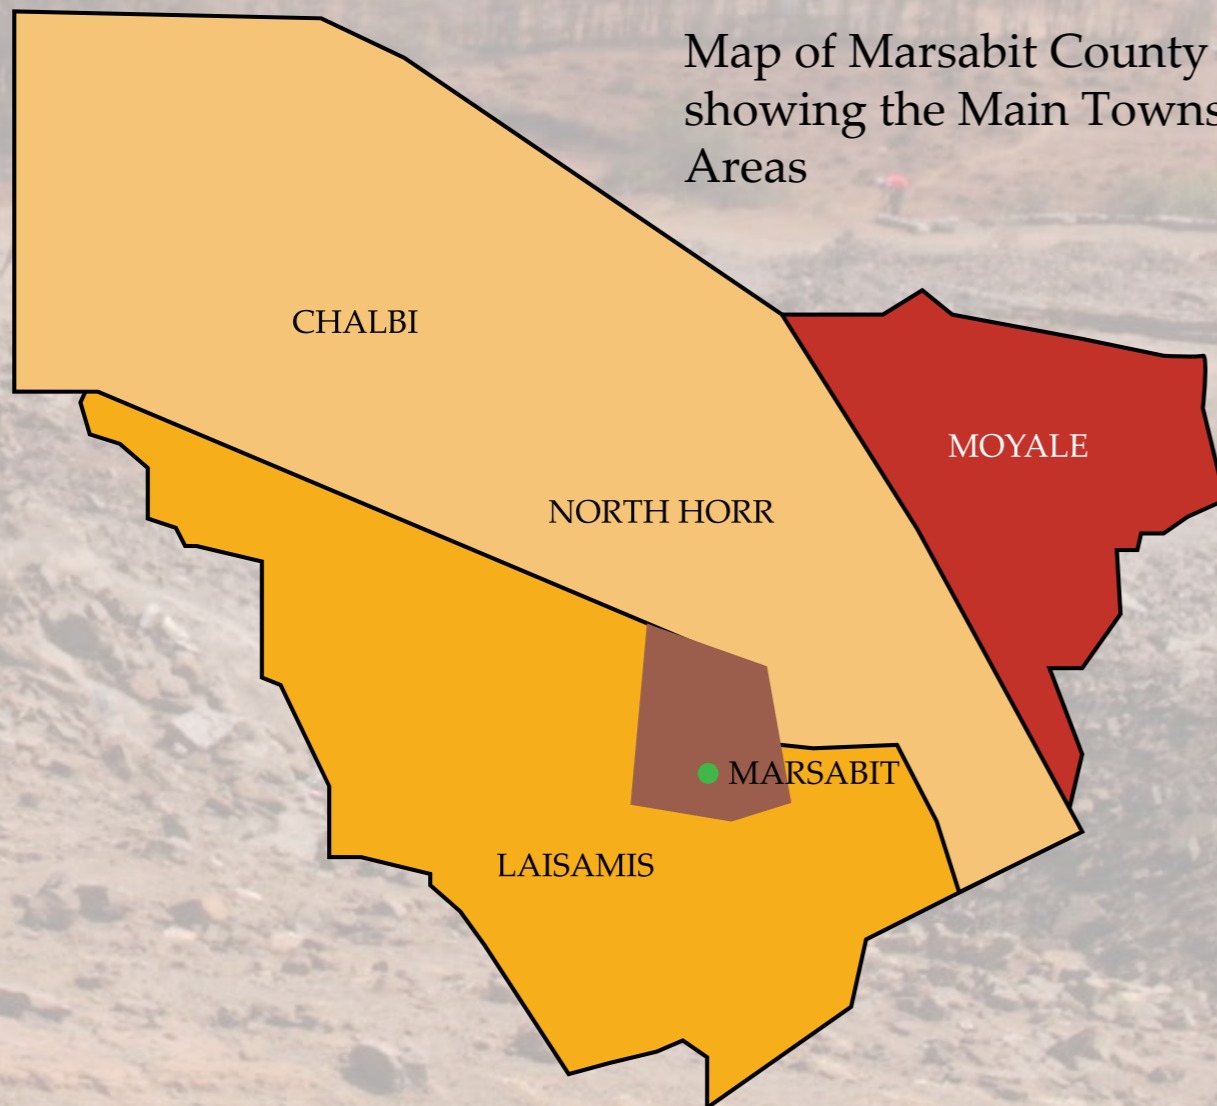 Map of Marsabit County
showing the Main Towns
Areas
CHALBI
MOYALE
NORTH HORR
MARSABIT
LAISAMIS